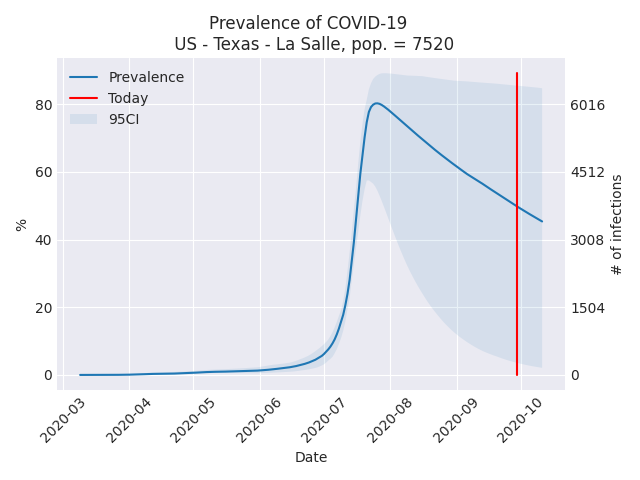 Prevalence of COVID-19
US - Texas - La Salle, pop. = 7520
Prevalence
Today
95CI
%
80
60
40
20
0
6016
4512
3008
1504
0
# of infections
2020-03
2020-04
2020-05
2020-06
2020-07
2020-08
2020-09
2020-10
Date